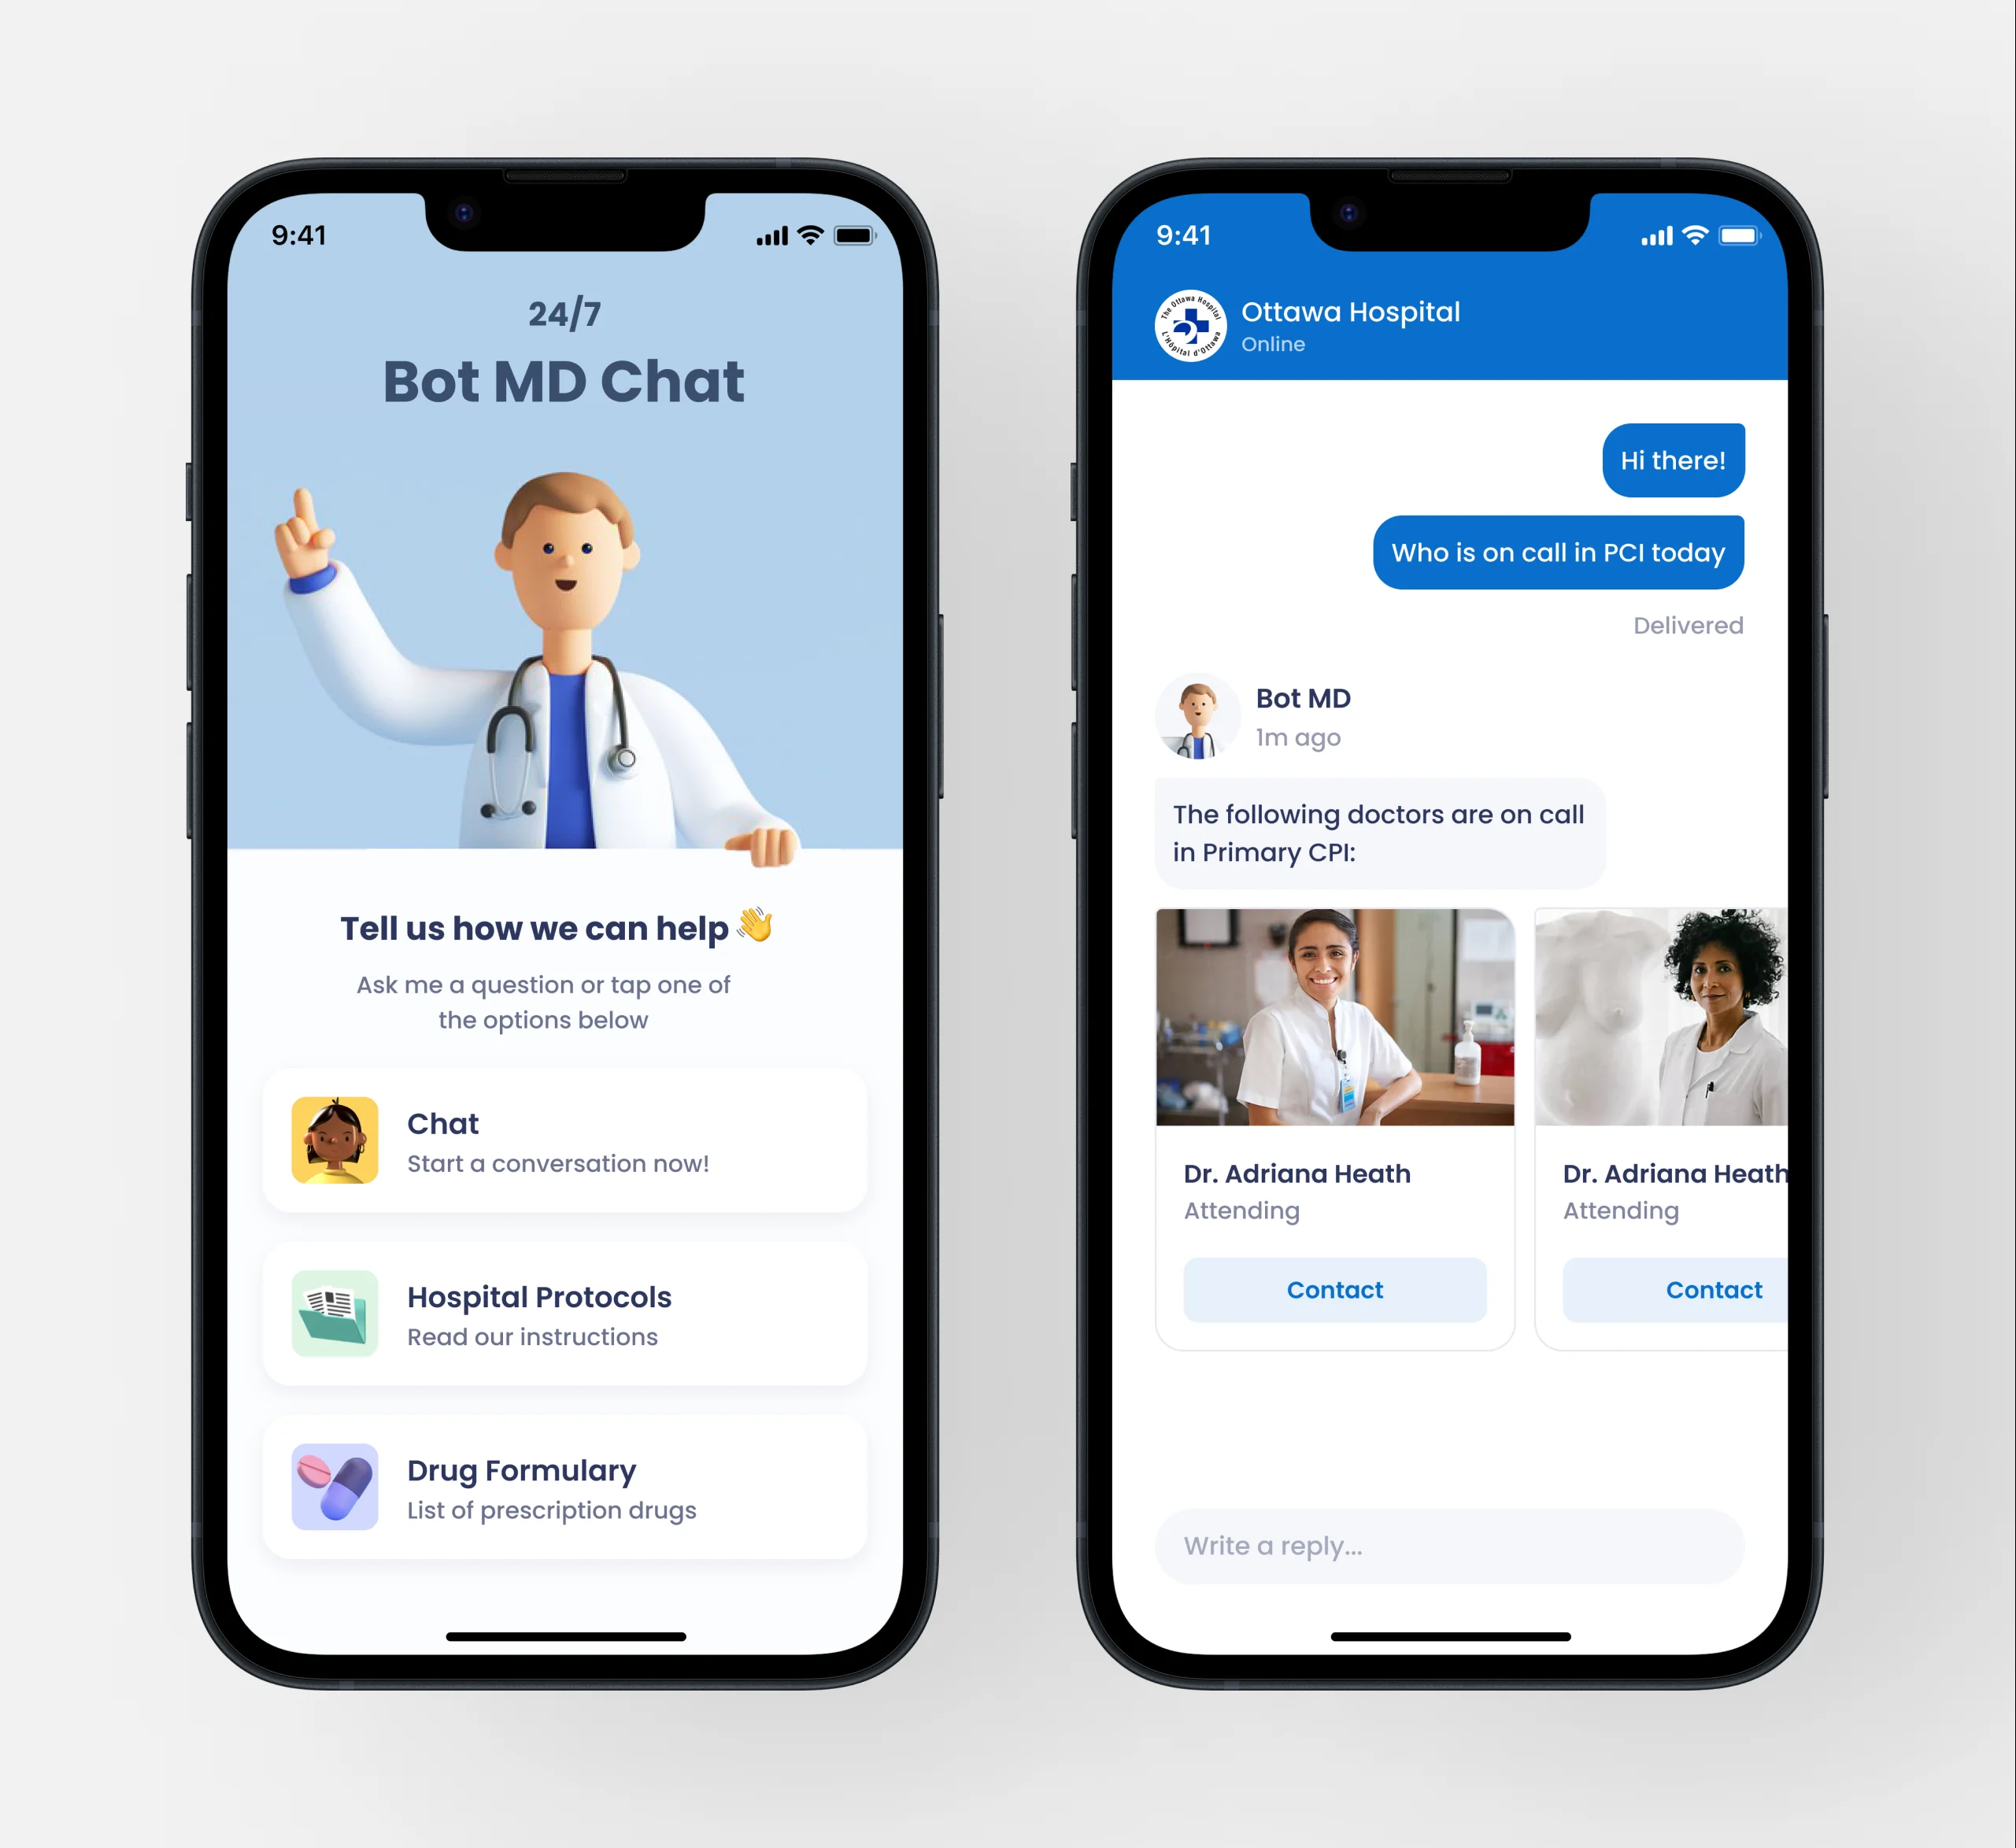 9:41
24/7
Bot MD Chat
Tell us how we can help 👋
Ask me a question or tap one of
the options below
Chat
Start a conversation now!
Hospital Protocols
Read our instructions
Drug Formulary
List of prescription drugs
9:41
The Ottawa Hospital
L'Hôpital d'Ottawa
Ottawa Hospital
Online
Hi there!
Who is on call in PCI today
Delivered
Bot MD
1m ago
The following doctors are on call
in Primary CPI:
Dr. Adriana Heath
Attending
Contact
Dr. Adriana Heath
Attending
Contact
Write a reply...